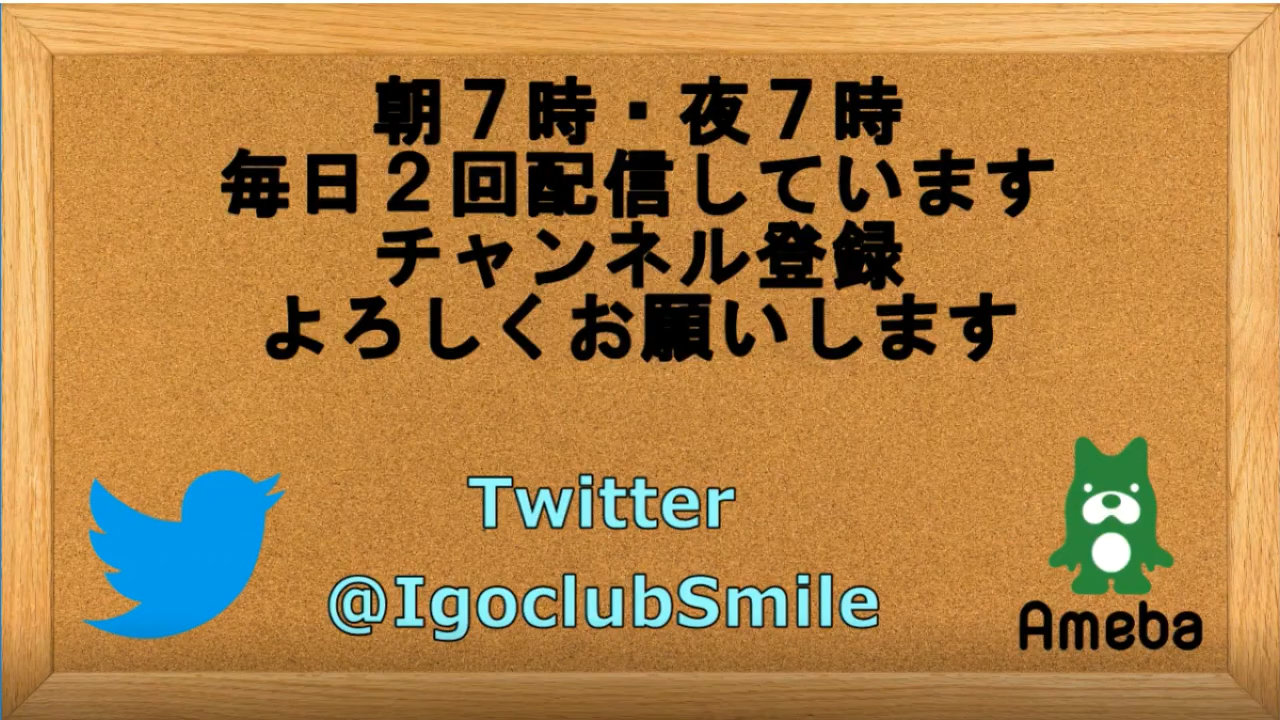 朝７時・夜７時
毎日２回配信しています
チャンネル登録
よろしくお願いします
Twitter
@IgoclubSmile
Ameba